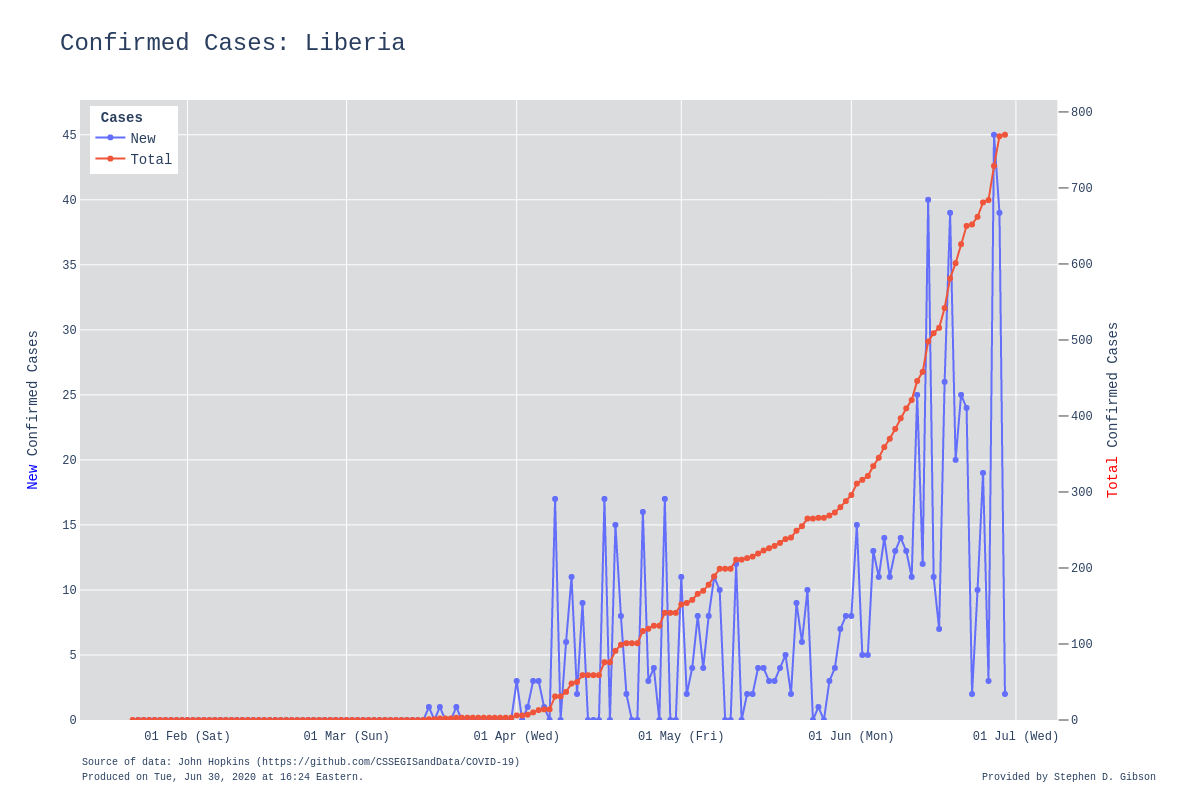 Confirmed Cases: Liberia
Cases
New
Total
45
40
35
30
25
20
15
10
5
0
800
700
600
500
400
300
200
100
0
New Confirmed Cases
Total Confirmed Cases
01 Feb (Sat)
01 Mar (Sun)
01 Apr (Wed)
01 May (Fri)
01 Jun (Mon)
01 Jul (Wed)
Source of data: John Hopkins (https://github.com/CSSEGISandData/COVID-19)
Produced on Tue, Jun 30, 2020 at 16:24 Eastern.
Provided by Stephen D. Gibson